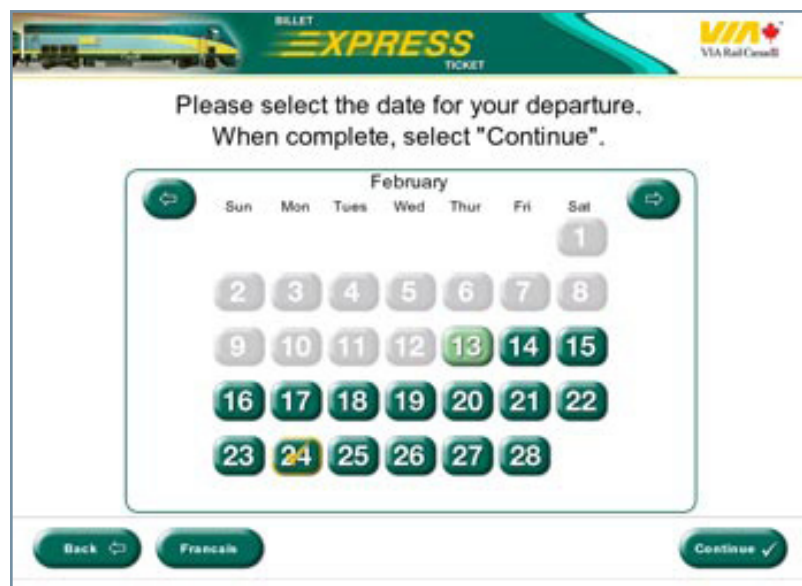 BILLET
EXPRESS
TICKET
VIA
VIA Rail Canada
Please select the date for your departure.
When complete, select "Continue".
February
Sun Mon Tues Wed Thur Fri Sat
1
2 3 4 5 6 7 8
9 10 11 12 13 14 15
16 17 18 19 20 21 22
23 24 25 26 27 28
Back Francais Continue